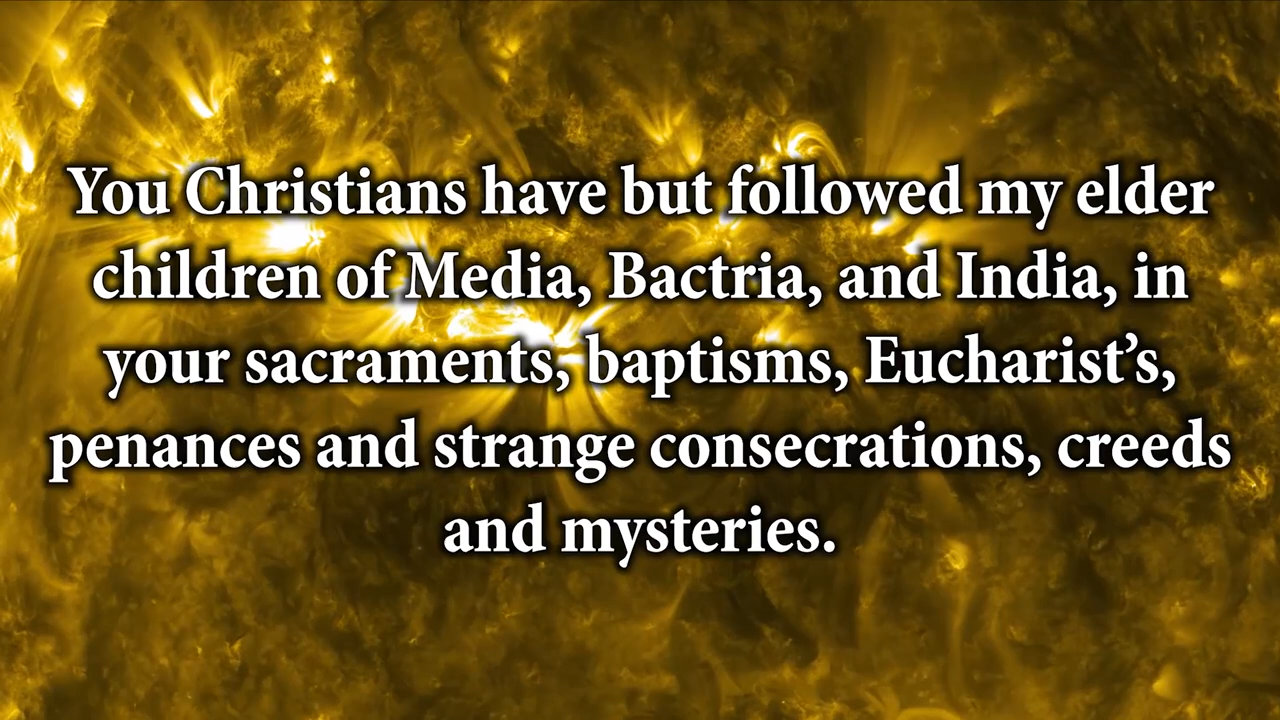 You Christians have but followed my elder
children of Media, Bactria, and India, in
your sacraments, baptisms, Eucharist’s,
penances and strange consecrations, creeds
and mysteries.